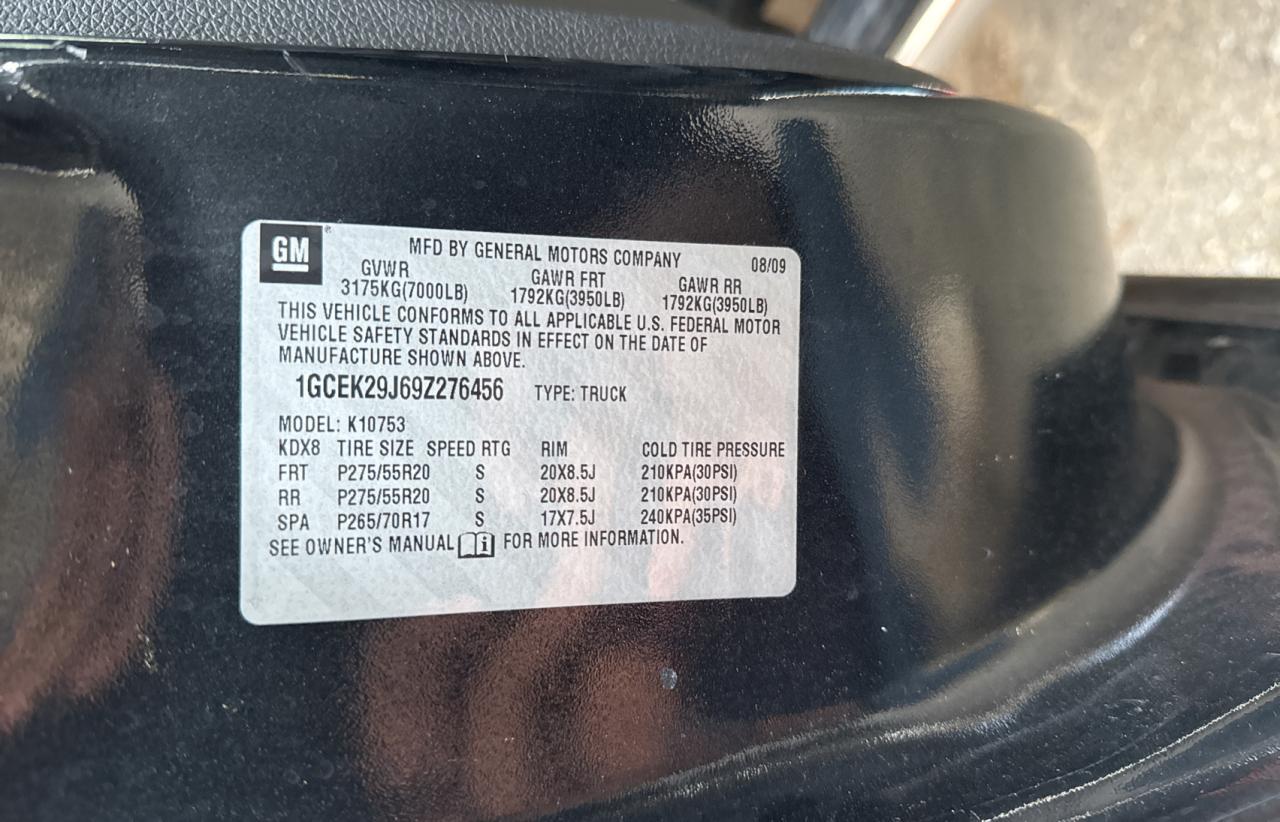 GM®
MFD BY GENERAL MOTORS COMPANY 08/09
GVWR GAWR FRT GAWR RR
3175KG(7000LB) 1792KG(3950LB) 1792KG(3950LB)
THIS VEHICLE CONFORMS TO ALL APPLICABLE U.S. FEDERAL MOTOR
VEHICLE SAFETY STANDARDS IN EFFECT ON THE DATE OF
MANUFACTURE SHOWN ABOVE.
1GCEK29J69Z276456 TYPE: TRUCK
MODEL: K10753
KDX8 TIRE SIZE SPEED RTG RIM COLD TIRE PRESSURE
FRT P275/55R20 S 20X8.5J 210KPA(30PSI)
RR P275/55R20 S 20X8.5J 210KPA(30PSI)
SPA P265/70R17 S 17X7.5J 240KPA(35PSI)
SEE OWNER'S MANUAL i FOR MORE INFORMATION.